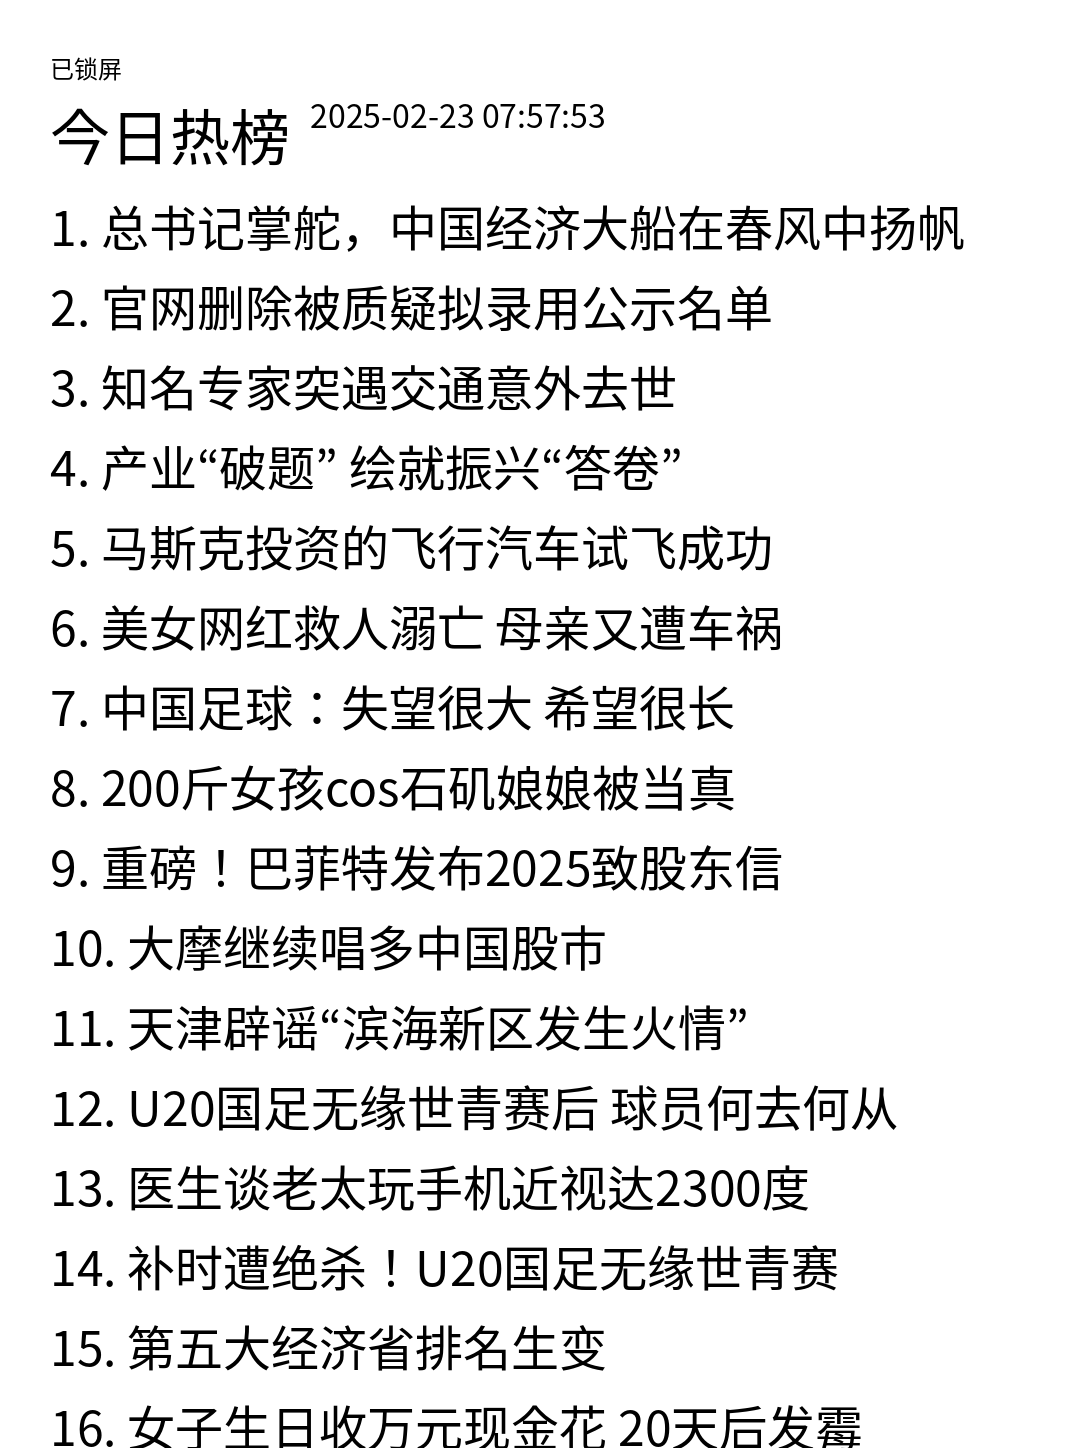 已锁屏
今日热榜 2025-02-23 07:57:53
1. 总书记掌舵，中国经济大船在春风中扬帆
2. 官网删除被质疑拟录用公示名单
3. 知名专家突遇交通意外去世
4. 产业“破题” 绘就振兴“答卷”
5. 马斯克投资的飞行汽车试飞成功
6. 美女网红救人溺亡 母亲又遭车祸
7. 中国足球：失望很大 希望很长
8. 200斤女孩cos石矶娘娘被当真
9. 重磅！巴菲特发布2025致股东信
10. 大摩继续唱多中国股市
11. 天津辟谣“滨海新区发生火情”
12. U20国足无缘世青赛后 球员何去何从
13. 医生谈老太玩手机近视达2300度
14. 补时遭绝杀！U20国足无缘世青赛
15. 第五大经济省排名生变
16. 女子生日收万元现金花 20天后发霉